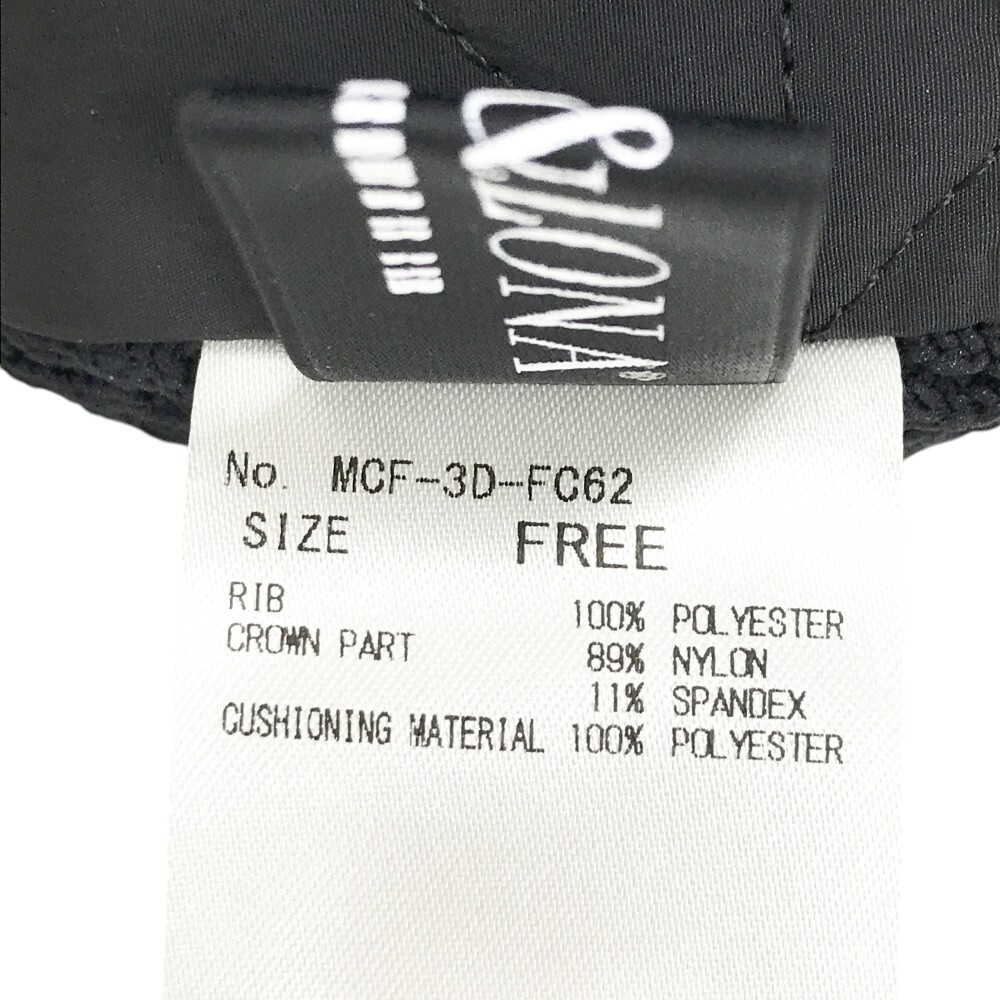 &LONA®
No. MCF-3D-FC62
SIZE FREE
RIB 100% POLYESTER
CROWN PART 89% NYLON
11% SPANDEX
CUSHIONING MATERIAL 100% POLYESTER